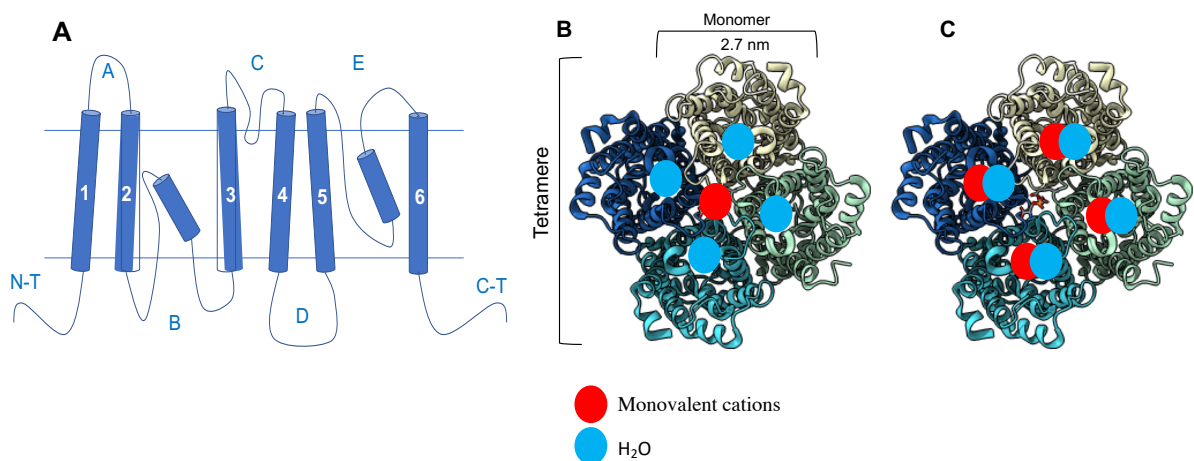 A
A
C
E
1
2
3
4
5
6
N-T
C-T
B
D
B
Monomer
2.7 nm
Tetramere
C
Monovalent cations
H₂O